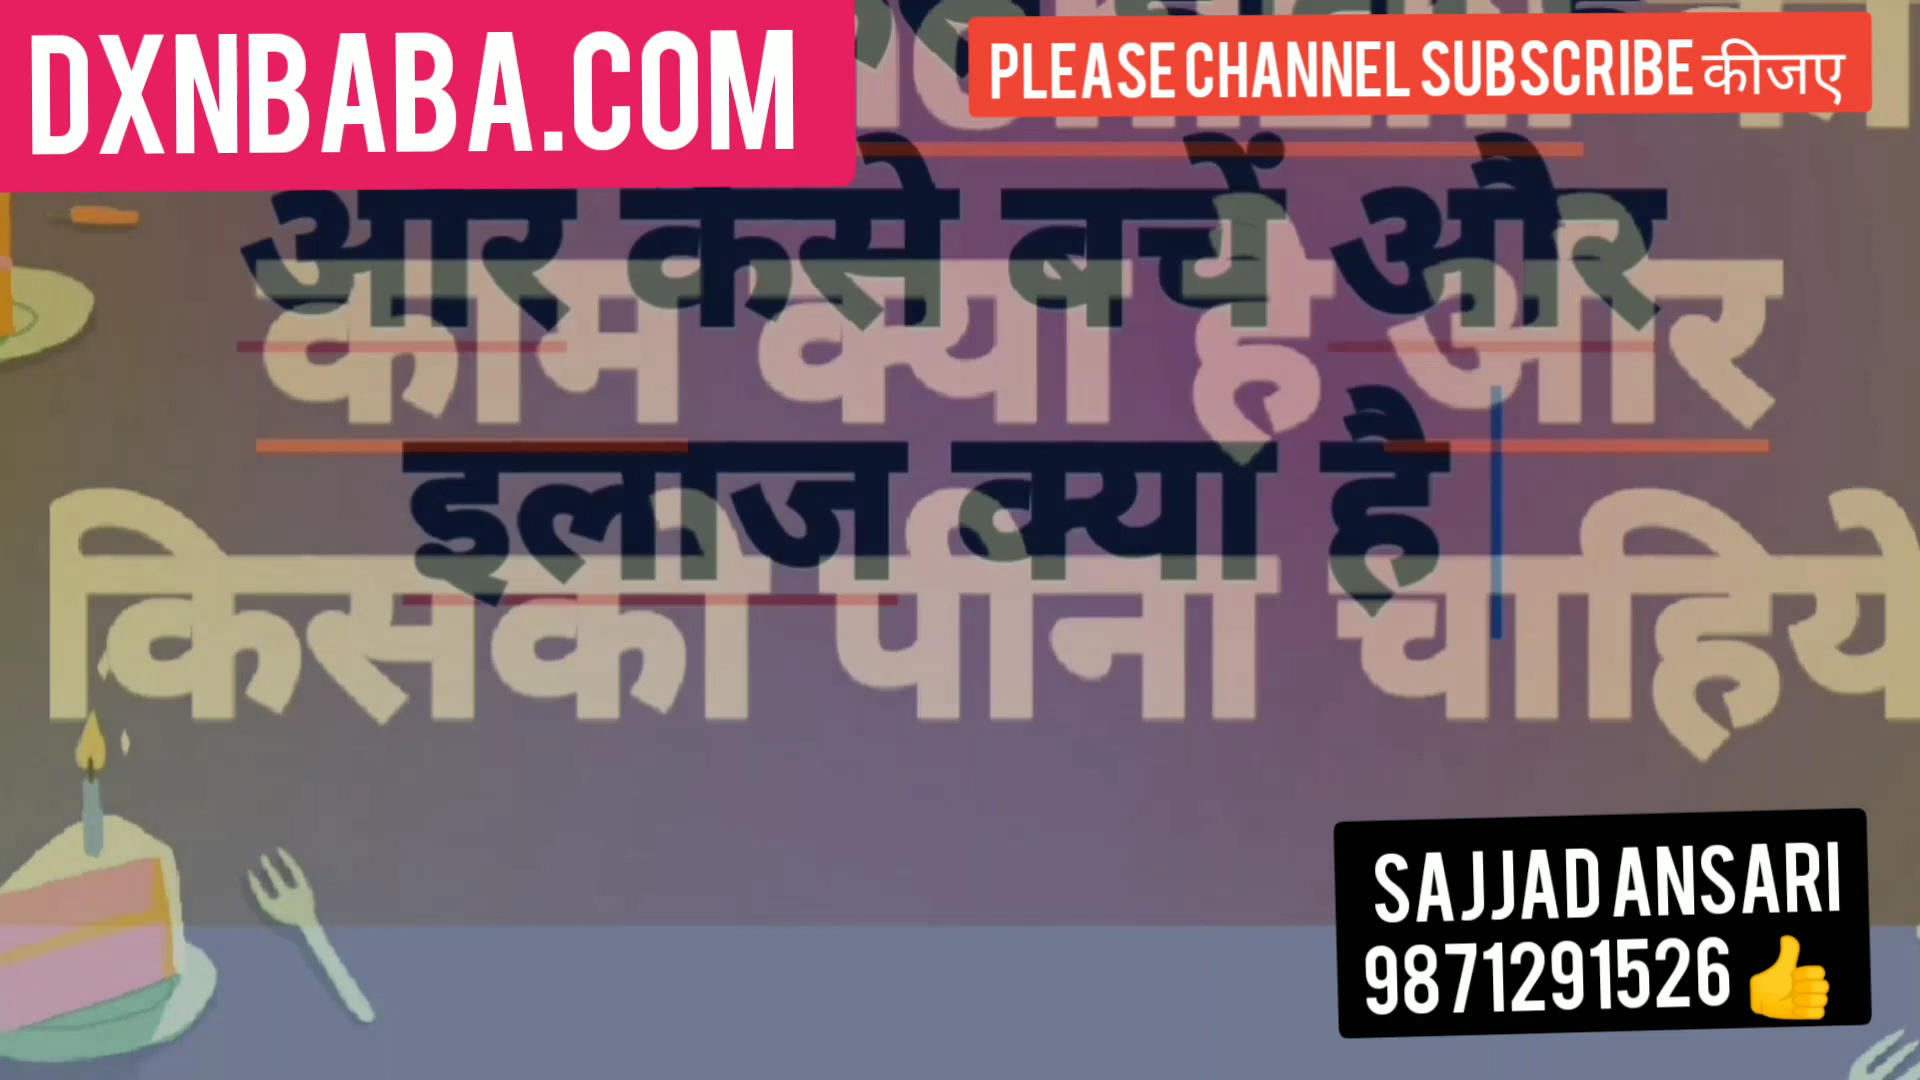 DXNBABA.COM
PLEASE CHANNEL SUBSCRIBE कीजए
और कैसे बचें और
काम क्या है और
इलाज क्या है
किसको पीना चाहिये
SAJJAD ANSARI
9871291526 👍